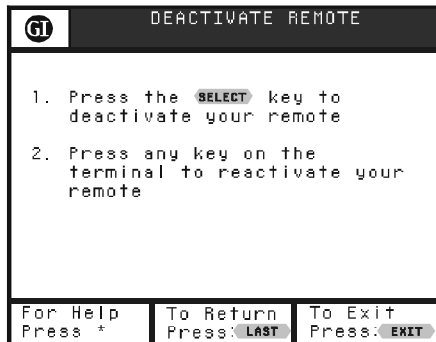 GI
DEACTIVATE REMOTE
1. Press the SELECT key to
deactivate your remote
2. Press any key on the
terminal to reactivate your
remote
For Help
Press *
To Return
Press: LAST
To Exit
Press: EXIT